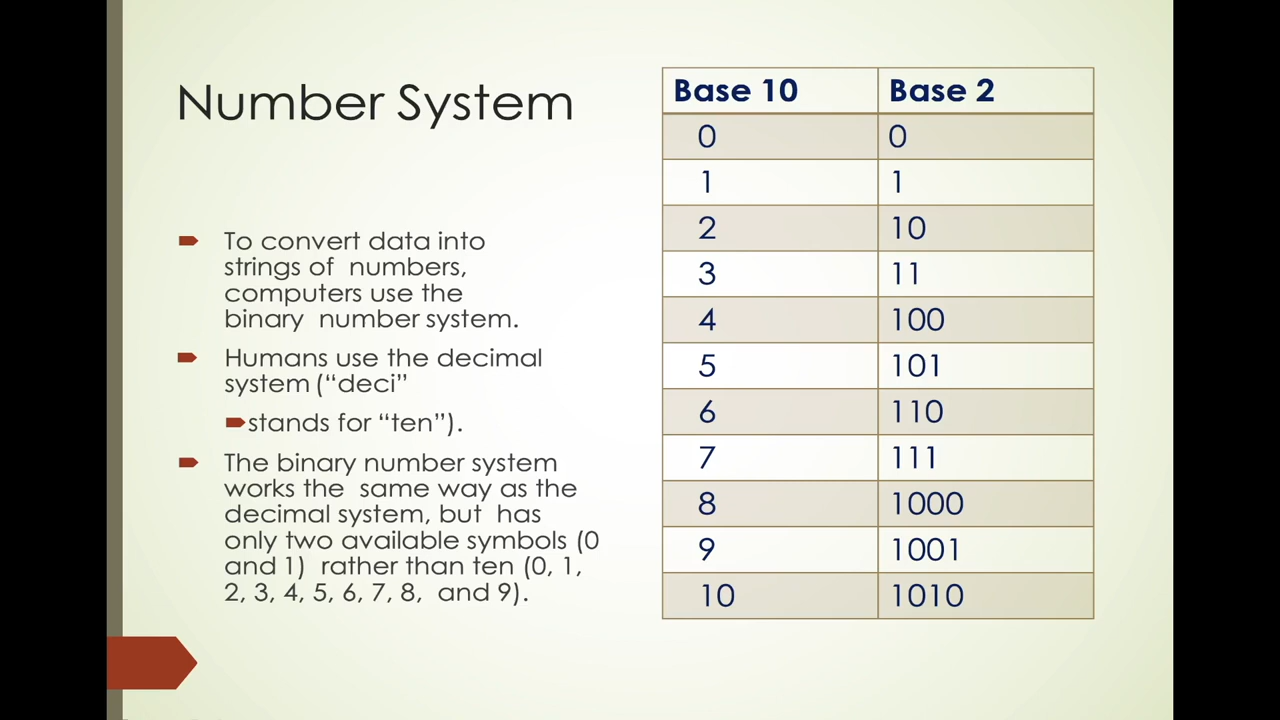 Number System
To convert data into
strings of numbers,
computers use the
binary number system.
Humans use the decimal
system (“deci”
stands for “ten”).
The binary number system
works the same way as the
decimal system, but has
only two available symbols (0
and 1) rather than ten (0, 1,
2, 3, 4, 5, 6, 7, 8, and 9).
Base 10 Base 2
0 0
1 1
2 10
3 11
4 100
5 101
6 110
7 111
8 1000
9 1001
10 1010